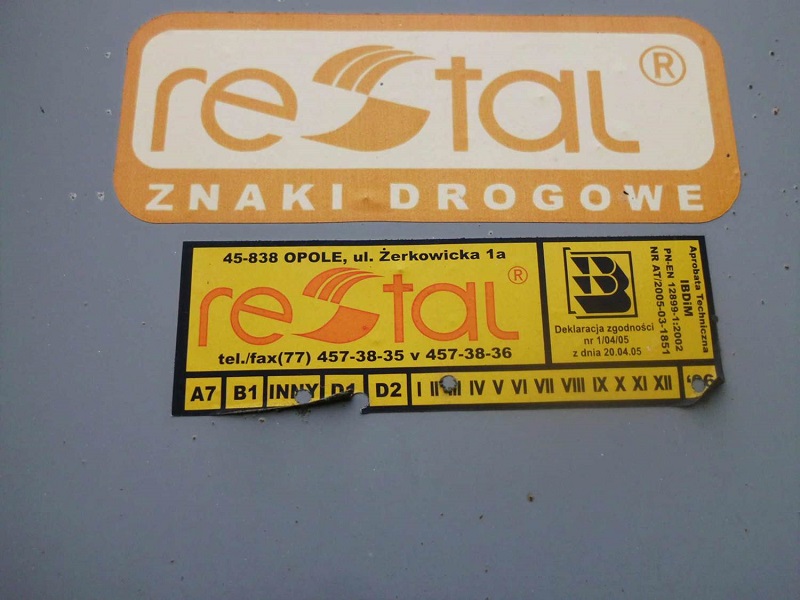 restal®
ZNAKI DROGOWE
45-838 OPOLE, ul. Żerkowicka 1a
restal®
tel./fax(77) 457-38-35 v 457-38-36
B
Deklaracja zgodności
nr 1/04/05
z dnia 20.04.05
Aprobata Techniczna
IBDiM
PN-EN 12899-1:2002
NR AT/2005-03-1851
A7 B1 INNY D1 D2 I II III IV V VI VII VIII IX X XI XII '06